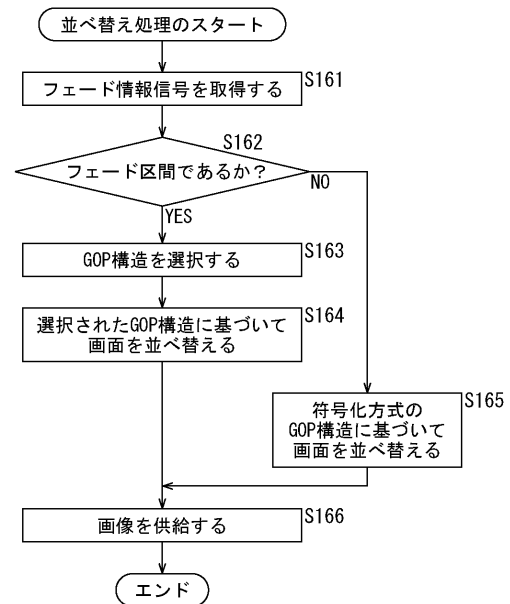 並べ替え処理のスタート
フェード情報信号を取得する
S161
S162
フェード区間であるか？
NO
YES
GOP構造を選択する
S163
選択されたGOP構造に基づいて
画面を並べ替える
S164
符号化方式の
GOP構造に基づいて
画面を並べ替える
S165
画像を供給する
S166
エンド